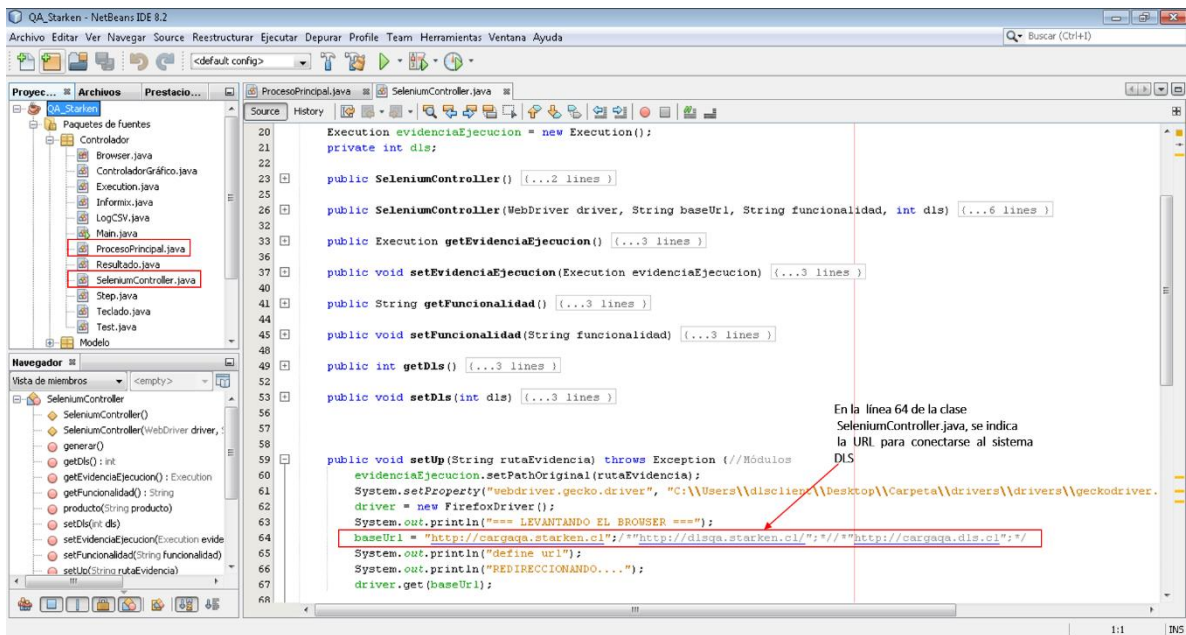 QA_Starken - NetBeans IDE 8.2
Archivo Editar Ver Navegar Source Reestructurar Ejecutar Depurar Profile Team Herramientas Ventana Ayuda
Buscar (Ctrl+I)
<default config>
Proyec... Archivos Prestacio...
QA_Starken
Paquetes de fuentes
Controlador
Browser.java
ControladorGráfico.java
Execution.java
Informix.java
LogCSV.java
Main.java
ProcesoPrincipal.java
Resultado.java
SeleniumController.java
Step.java
Teclado.java
Test.java
Modelo
Navegador
Vista de miembros <empty>
SeleniumController
SeleniumController()
SeleniumController(WebDriver driver,
generar()
getDls() : int
getEvidenciaEjecucion() : Execution
getFuncionalidad() : String
producto(String producto)
setDls(int dls)
setEvidenciaEjecucion(Execution evide
setFuncionalidad(String funcionalidad)
setUp(String rutaEvidencia)
ProcesoPrincipal.java SeleniumController.java
Source History
20 Execution evidenciaEjecucion = new Execution();
21 private int dls;
22
23 public SeleniumController() {...2 lines }
25
26 public SeleniumController(WebDriver driver, String baseUrl, String funcionalidad, int dls) {...6 lines }
32
33 public Execution getEvidenciaEjecucion() {...3 lines }
36
37 public void setEvidenciaEjecucion(Execution evidenciaEjecucion) {...3 lines }
40
41 public String getFuncionalidad() {...3 lines }
44
45 public void setFuncionalidad(String funcionalidad) {...3 lines }
48
49 public int getDls() {...3 lines }
52
53 public void setDls(int dls) {...3 lines }
56
57
58
59 public void setUp(String rutaEvidencia) throws Exception {//Módulos
60 evidenciaEjecucion.setPathOriginal(rutaEvidencia);
61 System.setProperty("webdriver.gecko.driver", "C:\\Users\\dlsclient\\Desktop\\Carpeta\\drivers\\drivers\\geckodriver.
62 driver = new FirefoxDriver();
63 System.out.println("=== LEVANTANDO EL BROWSER ===");
64 baseUrl = "http://cargaqa.starken.cl";/*"http://dlsqa.starken.cl/";*//*"http://cargaqa.dls.cl";*/
65 System.out.println("define url");
66 System.out.println("REDIRECCIONANDO....");
67 driver.get(baseUrl);
68
En la línea 64 de la clase
SeleniumController.java, se indica
la URL para conectarse al sistema
DLS
1:1 INS